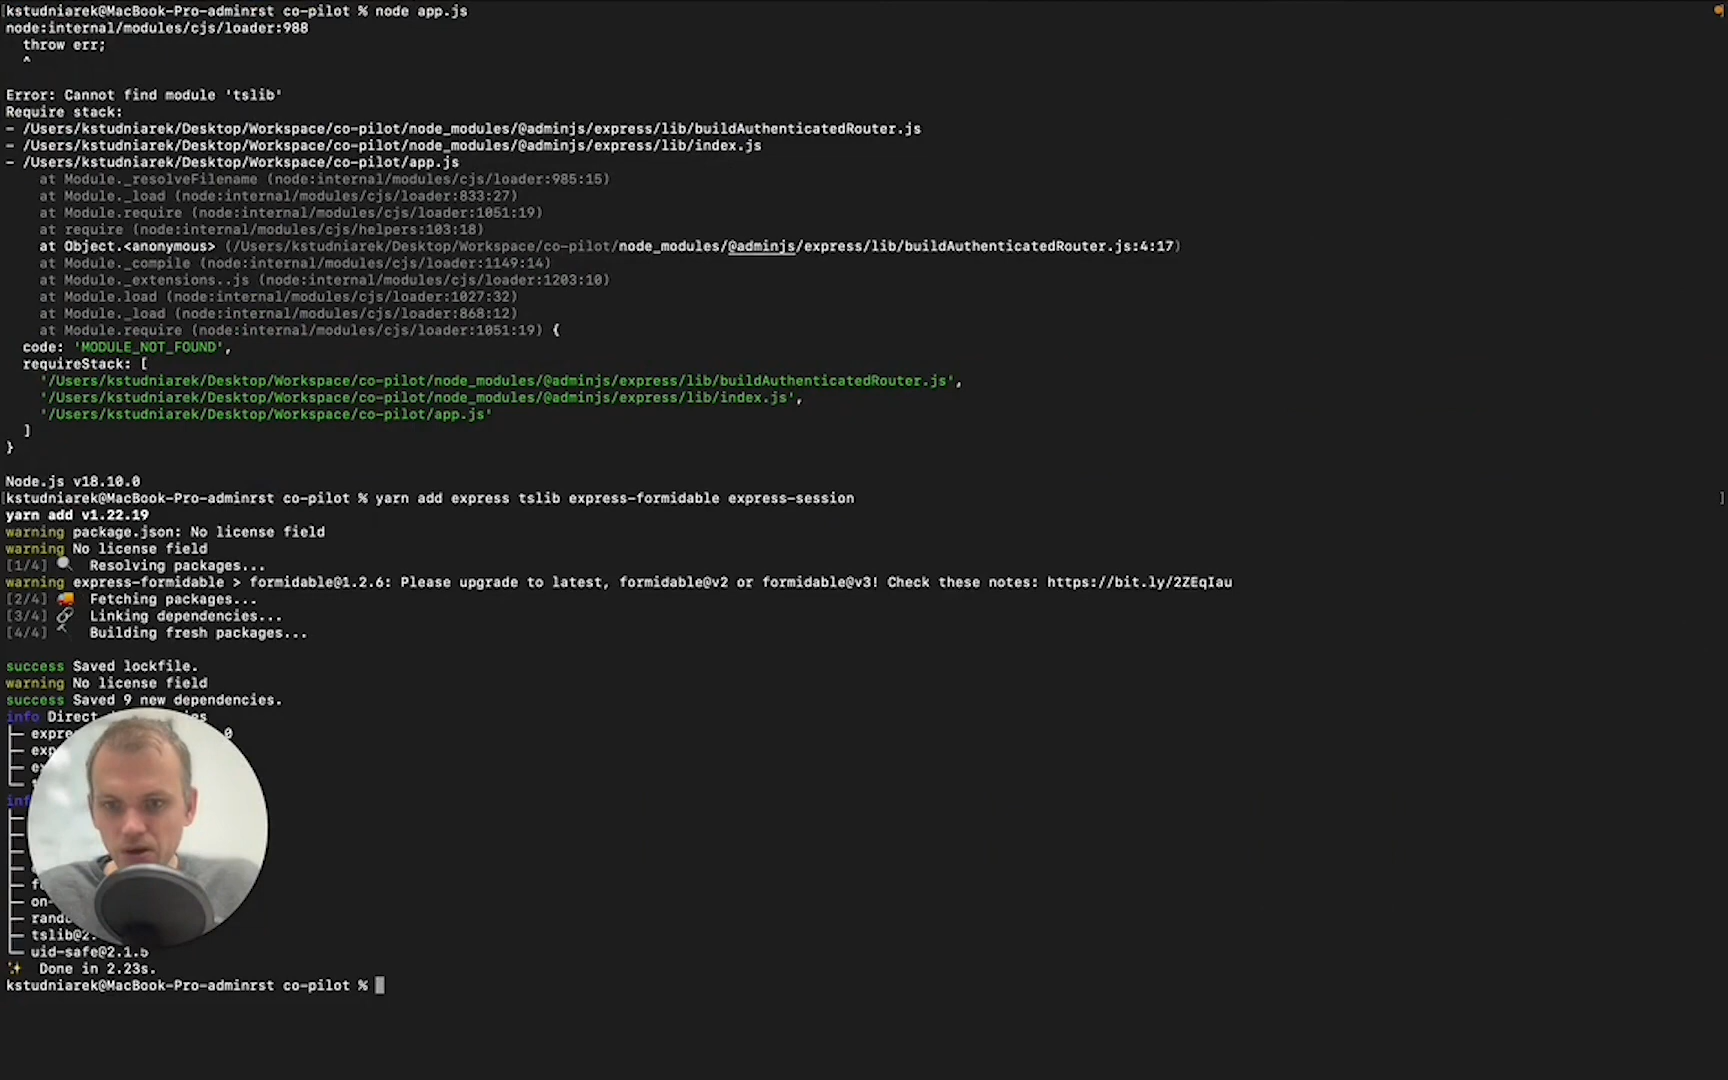 kstudniarek@MacBook-Pro-adminrst co-pilot % node app.js
node:internal/modules/cjs/loader:988
  throw err;
  ^
Error: Cannot find module 'tslib'
Require stack:
- /Users/kstudniarek/Desktop/Workspace/co-pilot/node_modules/@adminjs/express/lib/buildAuthenticatedRouter.js
- /Users/kstudniarek/Desktop/Workspace/co-pilot/node_modules/@adminjs/express/lib/index.js
- /Users/kstudniarek/Desktop/Workspace/co-pilot/app.js
    at Module._resolveFilename (node:internal/modules/cjs/loader:985:15)
    at Module._load (node:internal/modules/cjs/loader:833:27)
    at Module.require (node:internal/modules/cjs/loader:1051:19)
    at require (node:internal/modules/cjs/helpers:103:18)
    at Object.<anonymous> (/Users/kstudniarek/Desktop/Workspace/co-pilot/node_modules/@adminjs/express/lib/buildAuthenticatedRouter.js:4:17)
    at Module._compile (node:internal/modules/cjs/loader:1149:14)
    at Module._extensions..js (node:internal/modules/cjs/loader:1203:10)
    at Module.load (node:internal/modules/cjs/loader:1027:32)
    at Module._load (node:internal/modules/cjs/loader:868:12)
    at Module.require (node:internal/modules/cjs/loader:1051:19) {
  code: 'MODULE_NOT_FOUND',
  requireStack: [
    '/Users/kstudniarek/Desktop/Workspace/co-pilot/node_modules/@adminjs/express/lib/buildAuthenticatedRouter.js',
    '/Users/kstudniarek/Desktop/Workspace/co-pilot/node_modules/@adminjs/express/lib/index.js',
    '/Users/kstudniarek/Desktop/Workspace/co-pilot/app.js'
  ]
}
Node.js v18.10.0
kstudniarek@MacBook-Pro-adminrst co-pilot % yarn add express tslib express-formidable express-session
yarn add v1.22.19
warning package.json: No license field
warning No license field
[1/4] 🔍  Resolving packages...
warning express-formidable > formidable@1.2.6: Please upgrade to latest, formidable@v2 or formidable@v3! Check these notes: https://bit.ly/2ZEqIau
[2/4] 🚚  Fetching packages...
[3/4] 🔗  Linking dependencies...
[4/4] 🔨  Building fresh packages...
success Saved lockfile.
warning No license field
success Saved 9 new dependencies.
info Direct
├─ 
├─ 
├─ 
└─ 
├─ on-
├─ tslib@2.
└─ uid-safe@2.1.5
✨  Done in 2.23s.
kstudniarek@MacBook-Pro-adminrst co-pilot %